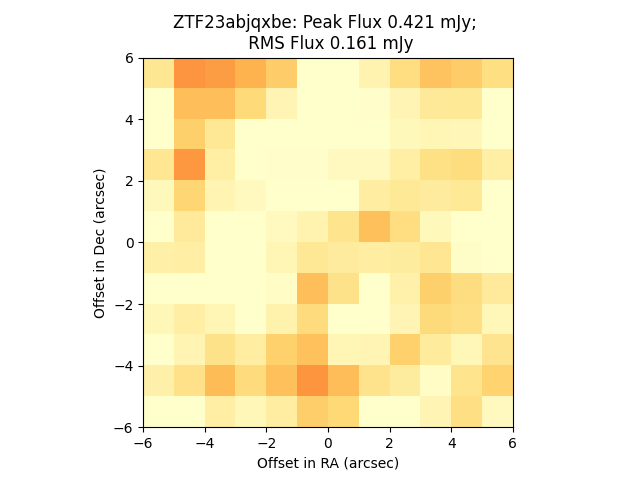 ZTF23abjqxbe: Peak Flux 0.421 mJy;
RMS Flux 0.161 mJy
6
4
2
0
−2
−4
−6
Offset in Dec (arcsec)
−6 −4 −2 0 2 4 6
Offset in RA (arcsec)